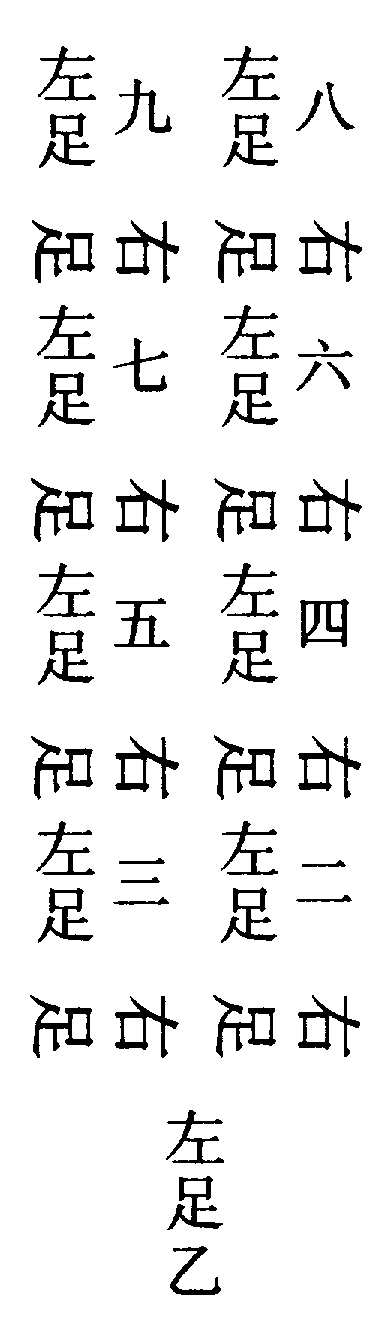 左足 九 左足 八
右足 右足
左足 七 左足 六
右足 右足
左足 五 左足 四
右足 右足
左足 三 左足 二
右足 右足
左足乙